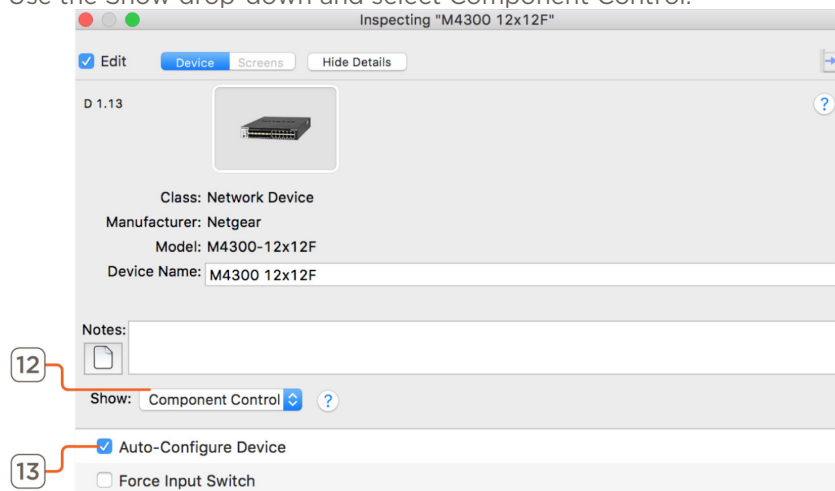 Use the Show drop-down and select Component Control.
Inspecting "M4300 12x12F"
Edit Device Screens Hide Details
D 1.13
?
Class: Network Device
Manufacturer: Netgear
Model: M4300-12x12F
Device Name: M4300 12x12F
Notes:
12
Show: Component Control ?
Auto-Configure Device
13
Force Input Switch